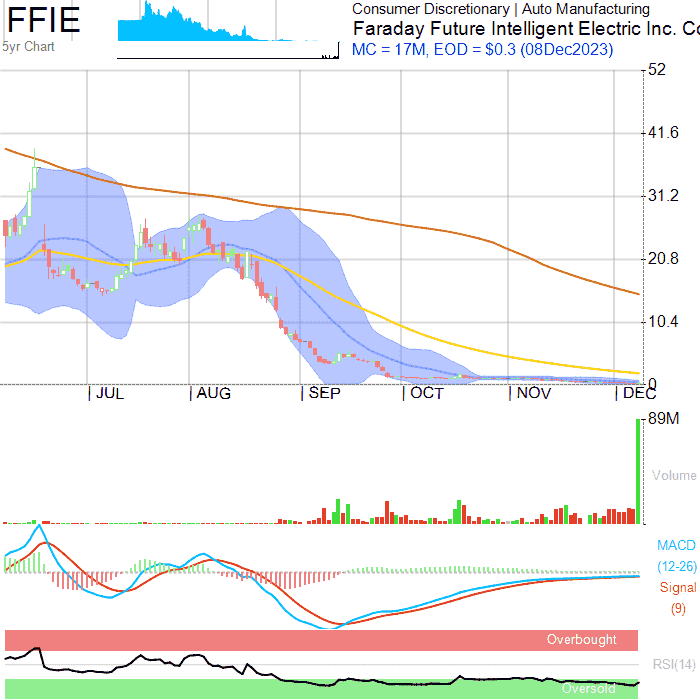 FFIE
5yr Chart
Consumer Discretionary | Auto Manufacturing
Faraday Future Intelligent Electric Inc. Co
MC = 17M, EOD = $0.3 (08Dec2023)
52
41.6
31.2
20.8
10.4
0
JUL AUG SEP OCT NOV DEC
89M
Volume
MACD
(12-26)
Signal
(9)
Overbought
RSI(14)
Oversold